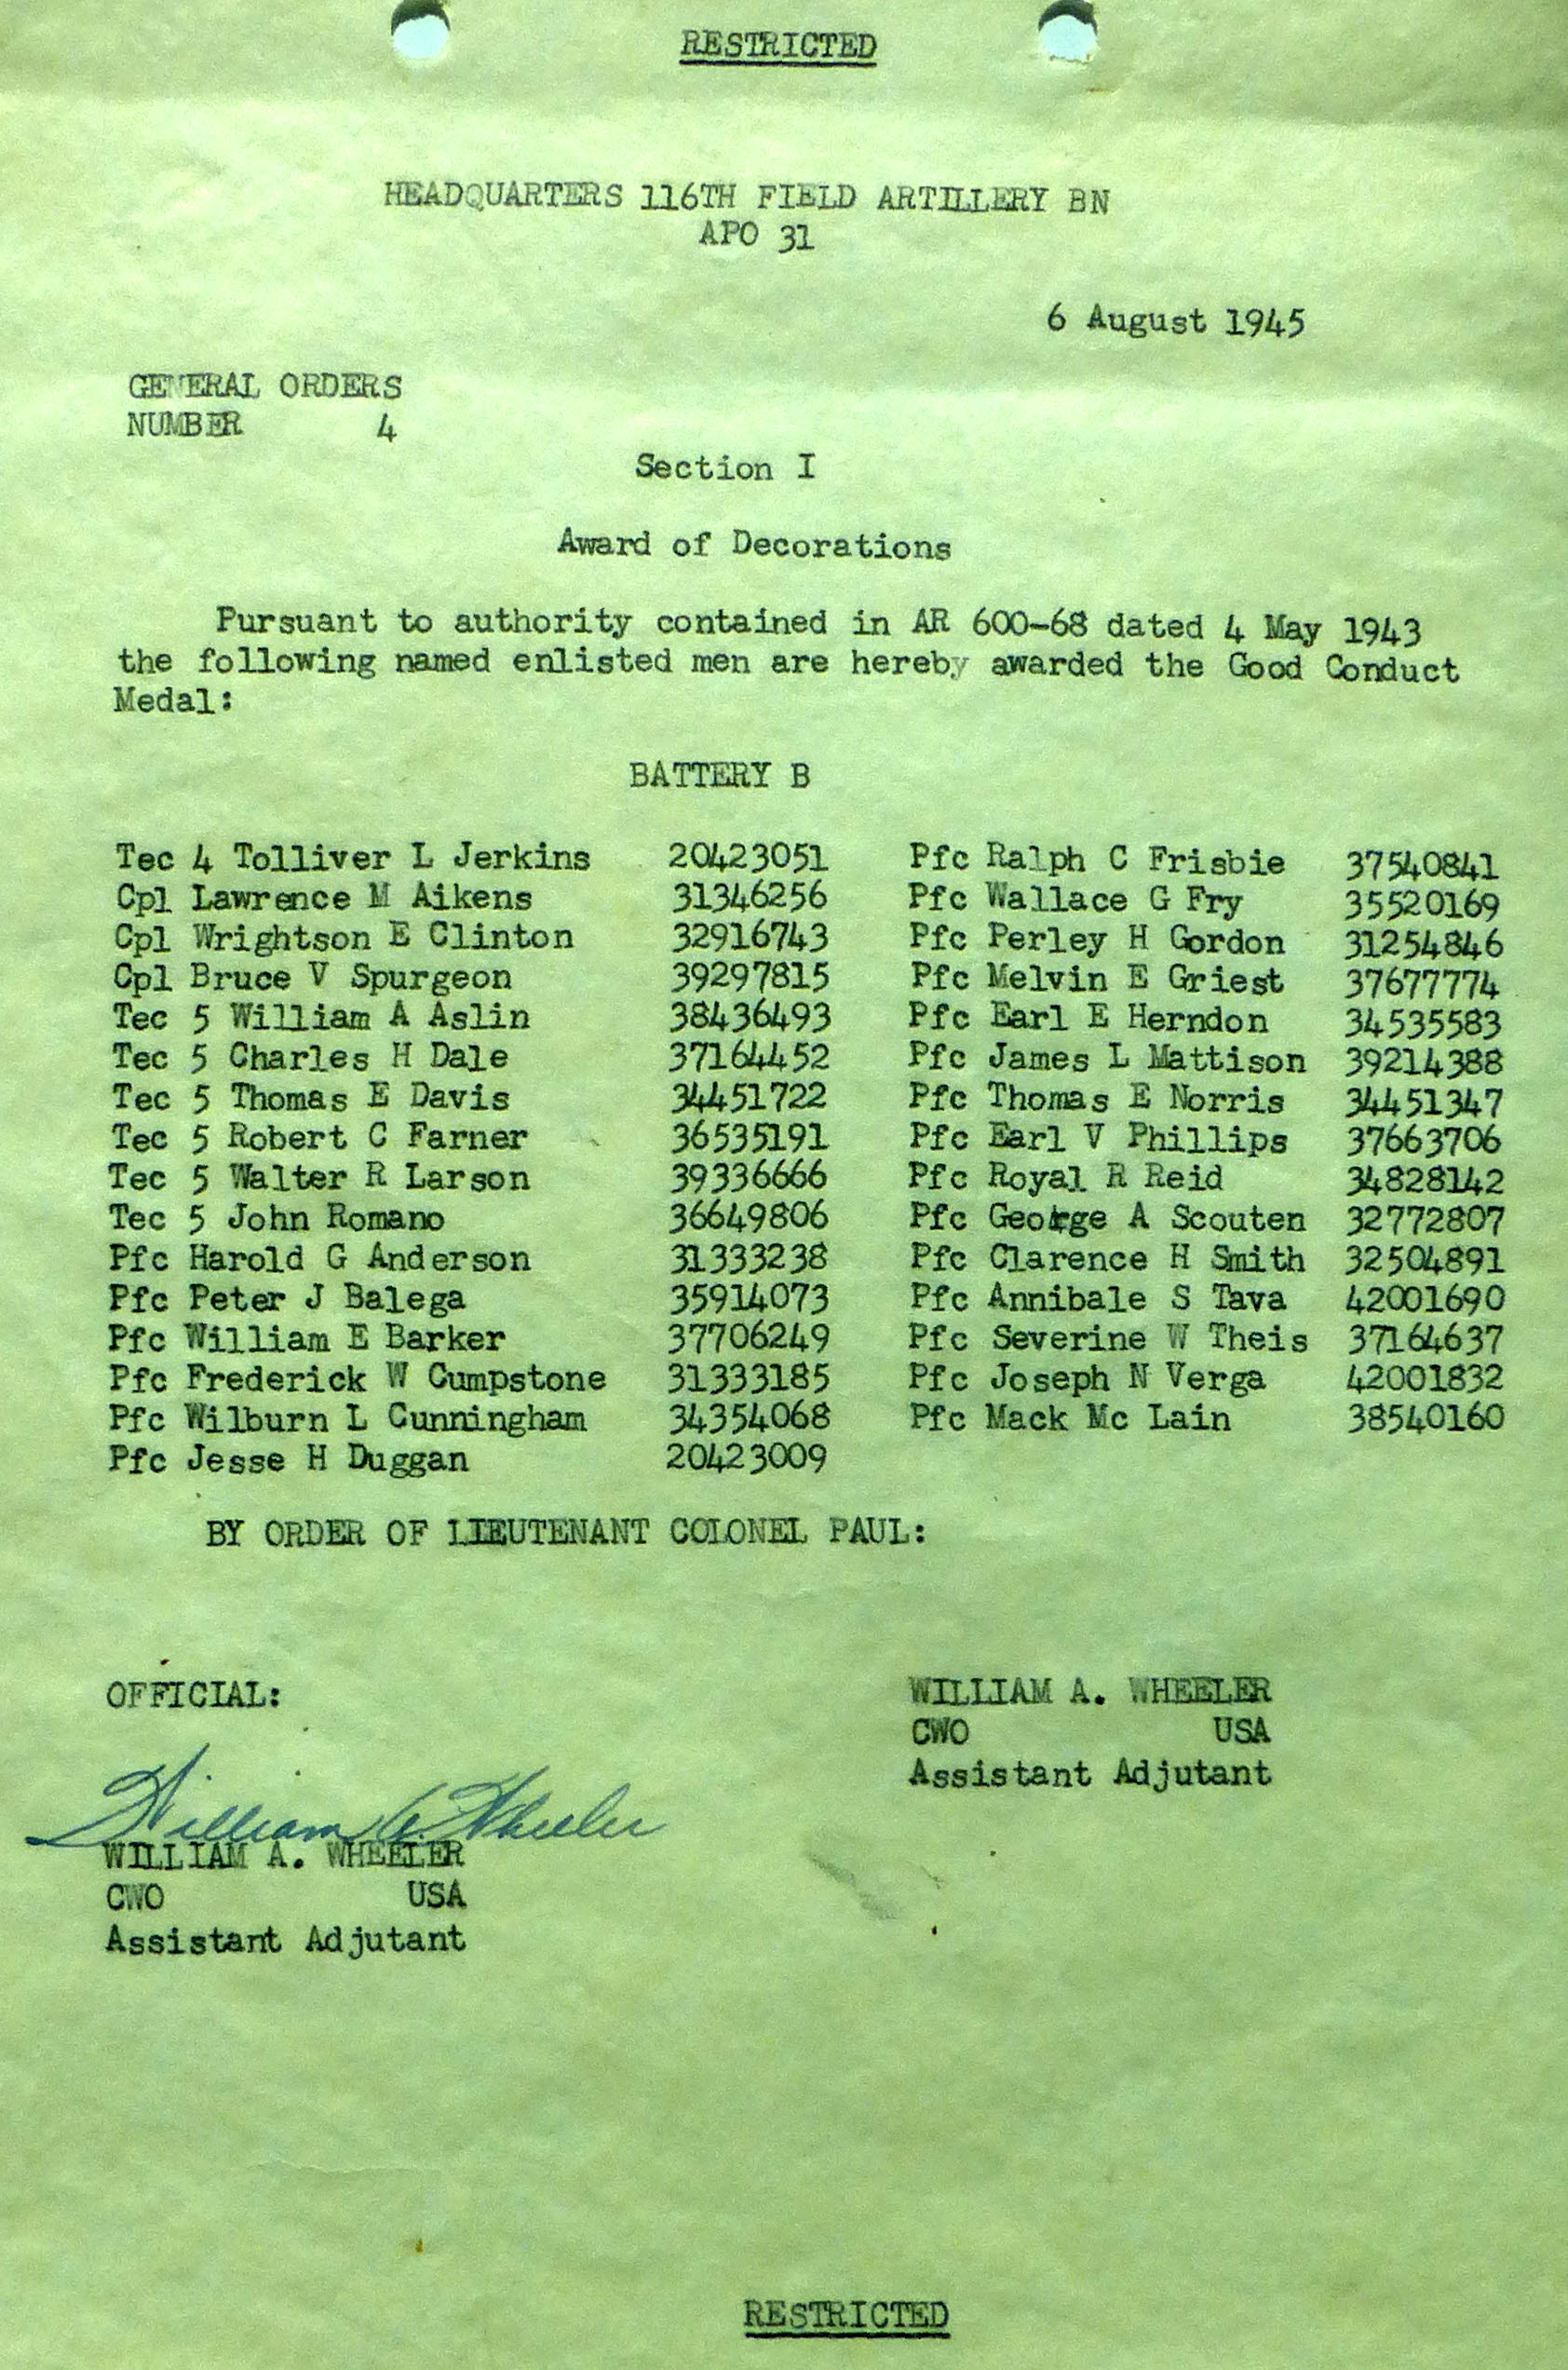 RESTRICTED
HEADQUARTERS 116TH FIELD ARTILLERY BN
APO 31
6 August 1945
GENERAL ORDERS
NUMBER 4
Section I
Award of Decorations
Pursuant to authority contained in AR 600-68 dated 4 May 1943
the following named enlisted men are hereby awarded the Good Conduct
Medal:
BATTERY B
Tec 4 Tolliver L Jerkins 20423051 Pfc Ralph C Frisbie 37540841
Cpl Lawrence M Aikens 31346256 Pfc Wallace G Fry 35520169
Cpl Wrightson E Clinton 32916743 Pfc Perley H Gordon 31254846
Cpl Bruce V Spurgeon 39297815 Pfc Melvin E Griest 37677774
Tec 5 William A Aslin 38436493 Pfc Earl E Herndon 34535583
Tec 5 Charles H Dale 37164452 Pfc James L Mattison 39214388
Tec 5 Thomas E Davis 34451722 Pfc Thomas E Norris 34451347
Tec 5 Robert C Farner 36535191 Pfc Earl V Phillips 37663706
Tec 5 Walter R Larson 39336666 Pfc Royal R Reid 34828142
Tec 5 John Romano 36649806 Pfc George A Scouten 32772807
Pfc Harold G Anderson 31333238 Pfc Clarence H Smith 32504891
Pfc Peter J Balega 35914073 Pfc Annibale S Tava 42001690
Pfc William E Barker 37706249 Pfc Severine W Theis 37164637
Pfc Frederick W Cumpstone 31333185 Pfc Joseph N Verga 42001832
Pfc Wilburn L Cunningham 34354068 Pfc Mack Mc Lain 38540160
Pfc Jesse H Duggan 20423009
BY ORDER OF LIEUTENANT COLONEL PAUL:
OFFICIAL:
WILLIAM A. WHEELER
CWO USA
Assistant Adjutant
William A. Wheeler
WILLIAM A. WHEELER
CWO USA
Assistant Adjutant
RESTRICTED